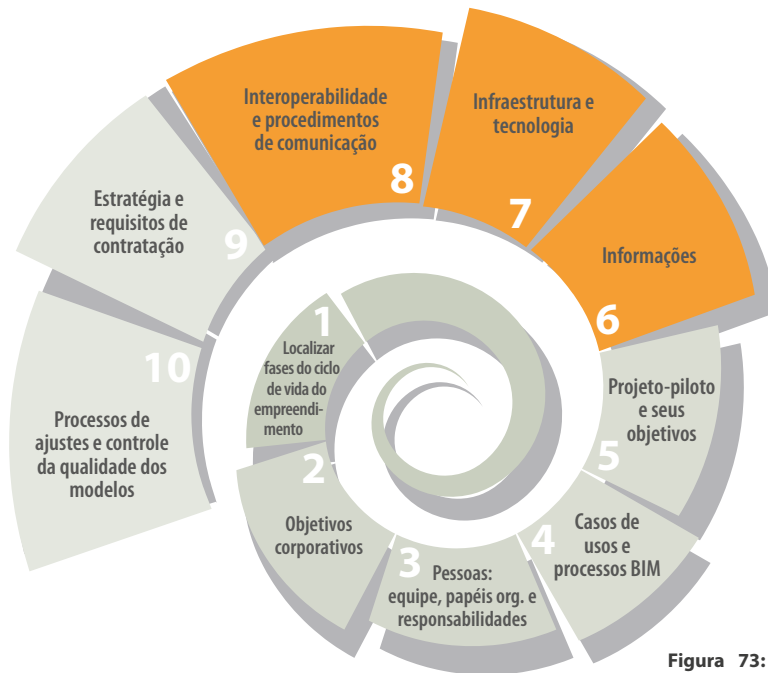 1
Localizar
fases do ciclo
de vida do
empreendi-
mento
2
Objetivos
corporativos
3
Pessoas:
equipe, papéis org. e
responsabilidades
4
Casos de
usos e
processos BIM
5
Projeto-piloto
e seus
objetivos
6
Informações
7
Infraestrutura e
tecnologia
8
Interoperabilidade
e procedimentos
de comunicação
9
Estratégia e
requisitos de
contratação
10
Processos de
ajustes e controle
da qualidade dos
modelos
Figura 73: